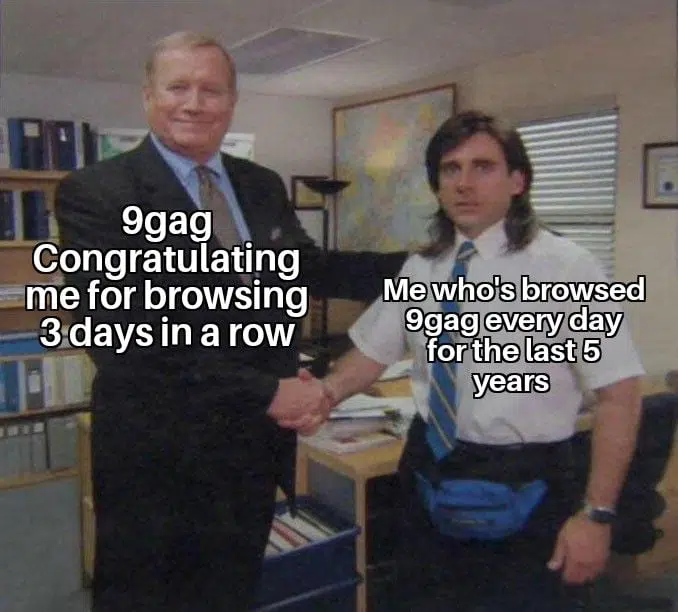 9gag
Congratulating
me for browsing
3 days in a row
Me who's browsed
9gag every day
for the last 5
years